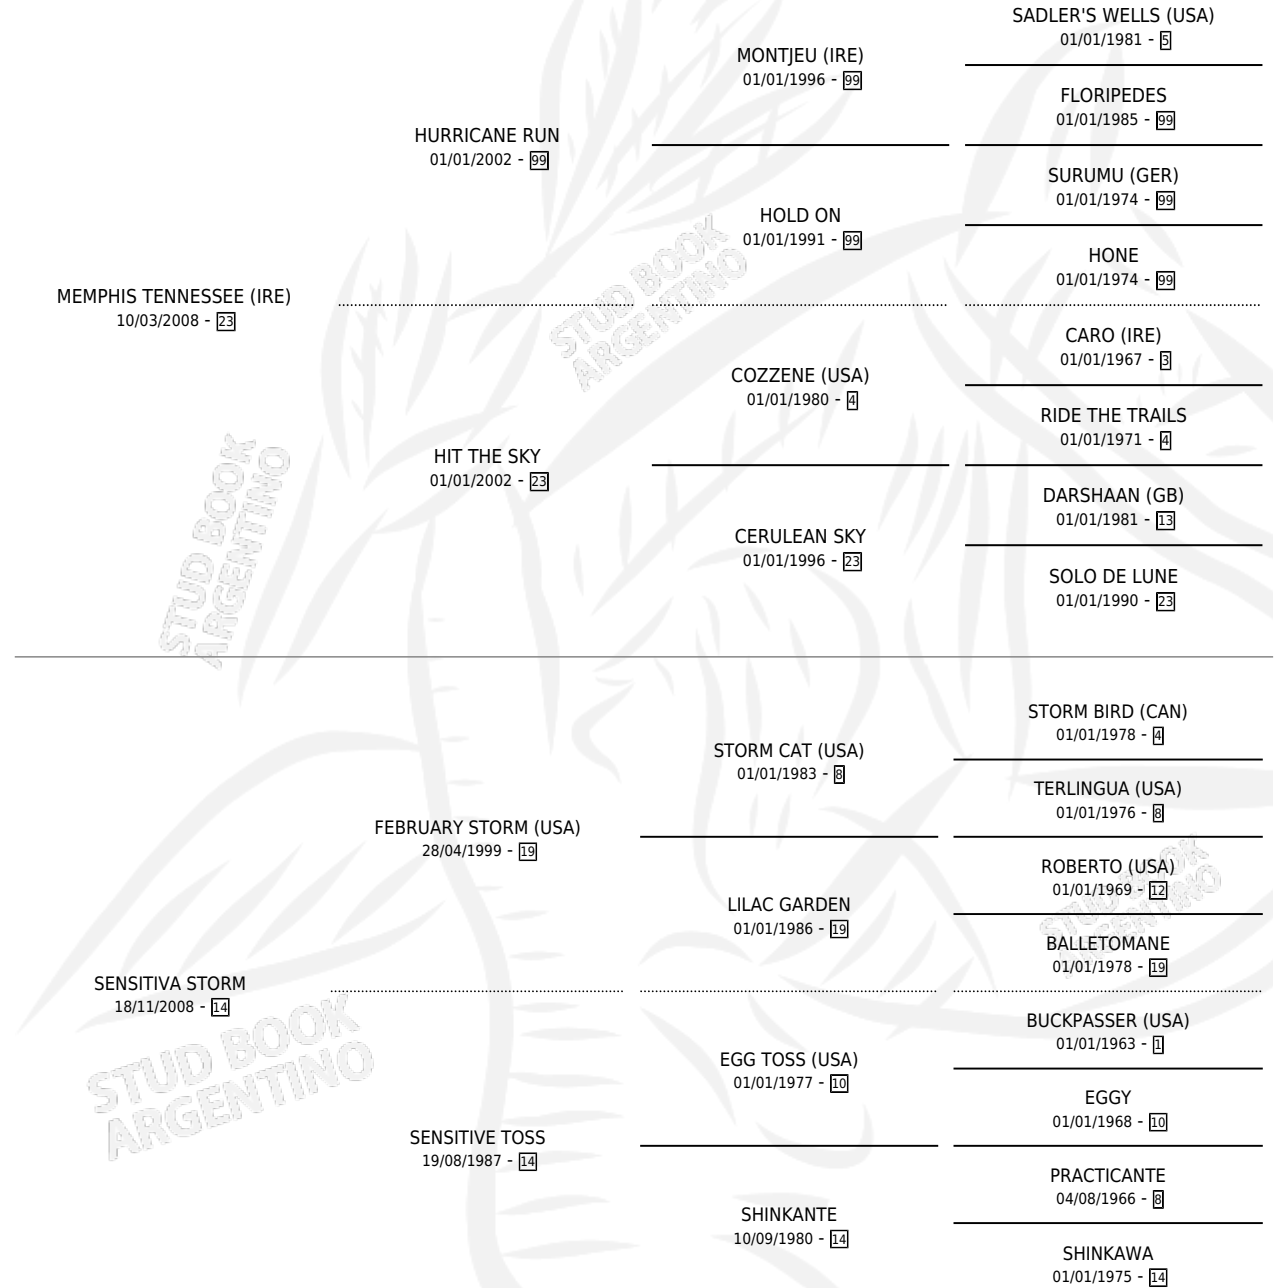 SADLER'S WELLS (USA)
01/01/1981 - 5
MONTJEU (IRE)
01/01/1996 - 99
FLORIPEDES
01/01/1985 - 99
HURRICANE RUN
01/01/2002 - 99
SURUMU (GER)
01/01/1974 - 99
HOLD ON
01/01/1991 - 99
HONE
01/01/1974 - 99
MEMPHIS TENNESSEE (IRE)
10/03/2008 - 23
CARO (IRE)
01/01/1967 - 3
COZZENE (USA)
01/01/1980 - 4
RIDE THE TRAILS
01/01/1971 - 4
HIT THE SKY
01/01/2002 - 23
DARSHAAN (GB)
01/01/1981 - 13
CERULEAN SKY
01/01/1996 - 23
SOLO DE LUNE
01/01/1990 - 23
STORM BIRD (CAN)
01/01/1978 - 4
STORM CAT (USA)
01/01/1983 - 8
TERLINGUA (USA)
01/01/1976 - 8
FEBRUARY STORM (USA)
28/04/1999 - 19
ROBERTO (USA)
01/01/1969 - 12
LILAC GARDEN
01/01/1986 - 19
BALLETOMANE
01/01/1978 - 19
SENSITIVA STORM
18/11/2008 - 14
BUCKPASSER (USA)
01/01/1963 - 1
EGG TOSS (USA)
01/01/1977 - 10
EGGY
01/01/1968 - 10
SENSITIVE TOSS
19/08/1987 - 14
PRACTICANTE
04/08/1966 - 8
SHINKANTE
10/09/1980 - 14
SHINKAWA
01/01/1975 - 14
STUD BOOK
ARGENTINO
STUD BOOK
ARGENTINO
STUD BOOK
ARGENTINO
STUD BOOK
ARGENTINO